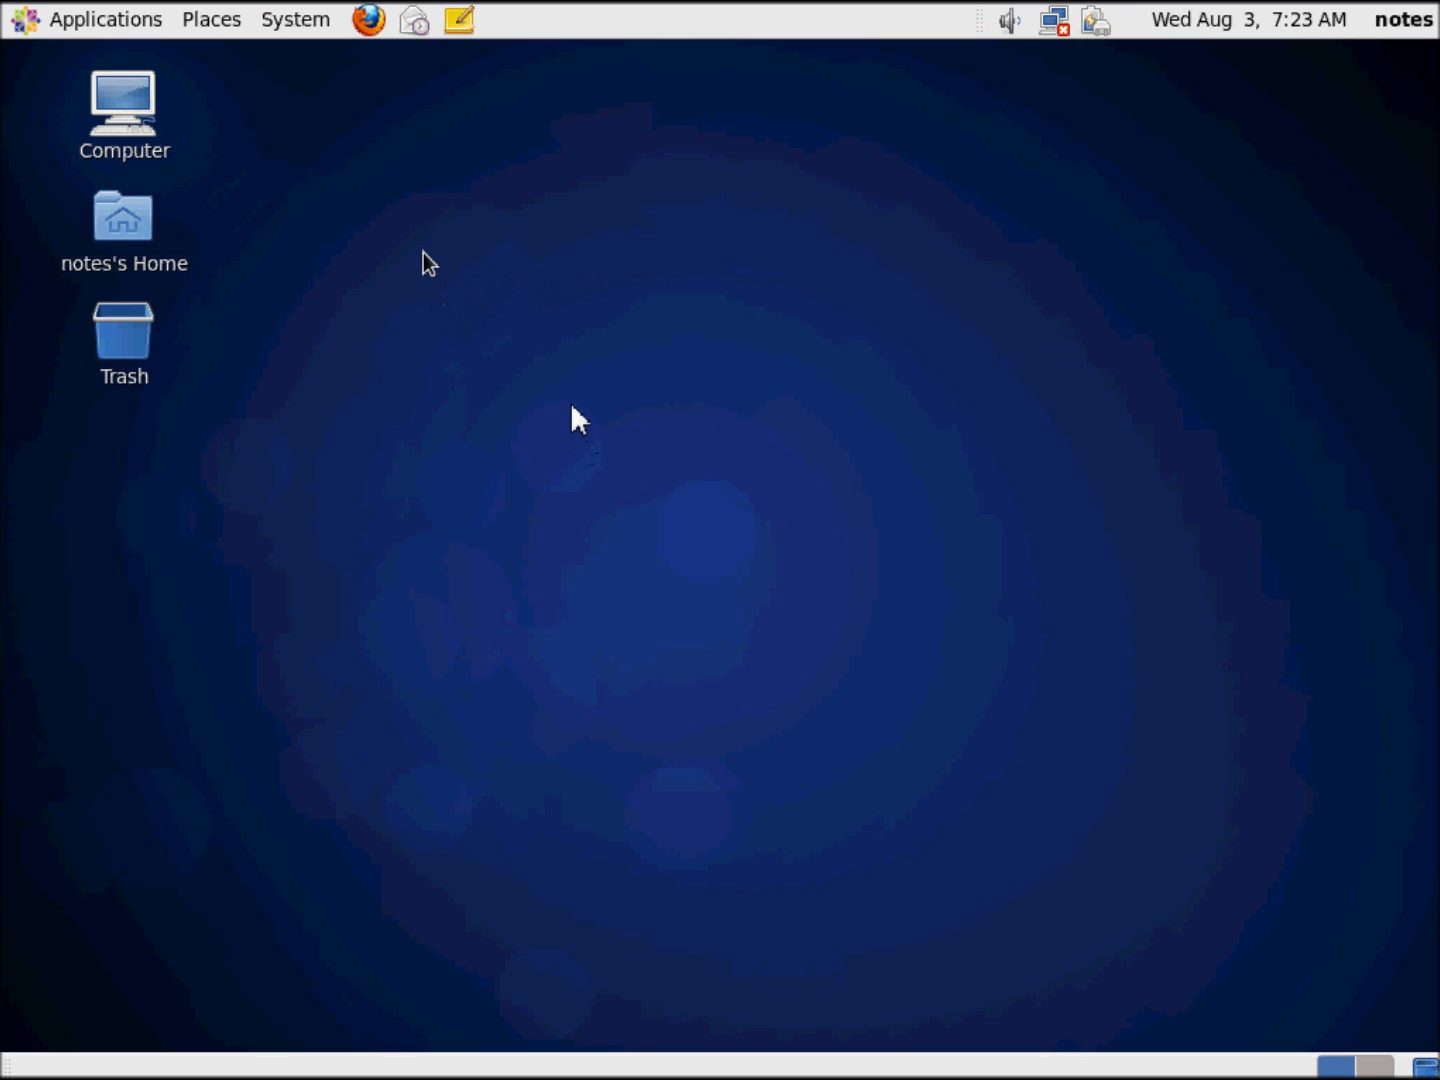 Applications Places System Wed Aug 3, 7:23 AM notes
Computer
notes's Home
Trash